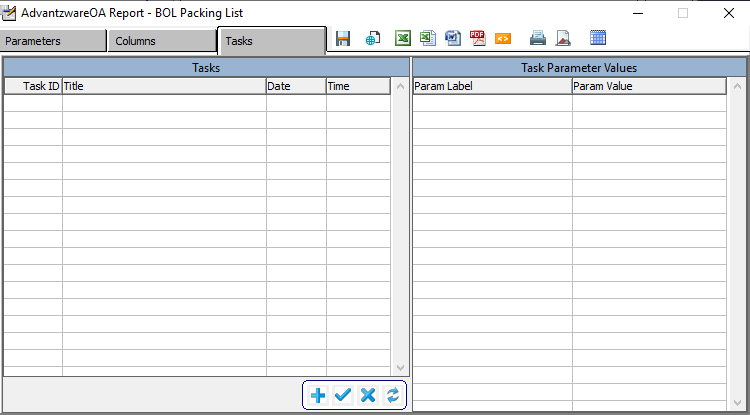 AdvantzwareOA Report - BOL Packing List
Parameters Columns Tasks
PDF
Tasks Task Parameter Values
Task ID Title Date Time Param Label Param Value